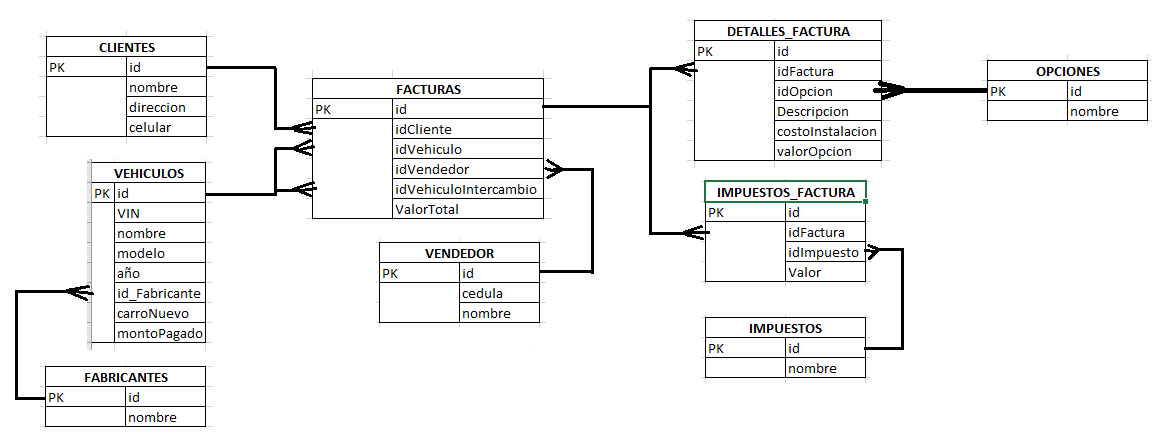 CLIENTES
PK id
nombre
direccion
celular
VEHICULOS
PK id
VIN
nombre
modelo
año
id_Fabricante
carroNuevo
montoPagado
FABRICANTES
PK id
nombre
FACTURAS
PK id
idCliente
idVehiculo
idVendedor
idVehiculoIntercambio
ValorTotal
VENDEDOR
PK id
cedula
nombre
DETALLES_FACTURA
PK id
idFactura
idOpcion
Descripcion
costoInstalacion
valorOpcion
IMPUESTOS_FACTURA
PK id
idFactura
idImpuesto
Valor
IMPUESTOS
PK id
nombre
OPCIONES
PK id
nombre